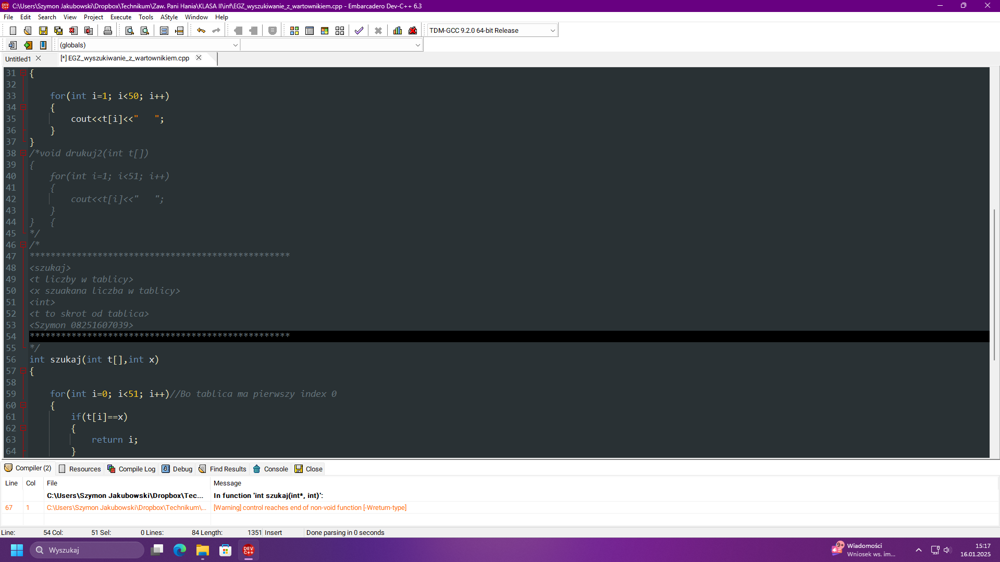 C:\Users\Szymon Jakubowski\Dropbox\Technikum\Zaw. Pani Hania\KLASA II\inf\EGZ_wyszukiwanie_z_wartownikiem.cpp - Embarcadero Dev-C++ 6.3
File Edit Search View Project Execute Tools AStyle Window Help
TDM-GCC 9.2.0 64-bit Release
(globals)
Untitled1 [*] EGZ_wyszukiwanie_z_wartownikiem.cpp
31 {
32
33 for(int i=1; i<50; i++)
34 {
35 cout<<t[i]<<"   ";
36 }
37 }
38 /*void drukuj2(int t[])
39 {
40 for(int i=1; i<51; i++)
41 {
42 cout<<t[i]<<"   ";
43 }
44 }   {
45 */
46 /*
47 **************************************************
48 <szukaj>
49 <t liczby w tablicy>
50 <x szuakana liczba w tablicy>
51 <int>
52 <t to skrot od tablica>
53 <Szymon 08251607039>
54 **************************************************
55 */
56 int szukaj(int t[],int x)
57 {
58
59 for(int i=0; i<51; i++)//Bo tablica ma pierwszy index 0
60 {
61 if(t[i]==x)
62 {
63 return i;
64 }
Compiler (2) Resources Compile Log Debug Find Results Console Close
Line Col File Message
C:\Users\Szymon Jakubowski\Dropbox\Tec... In function 'int szukaj(int*, int)':
67 1 C:\Users\Szymon Jakubowski\Dropbox\Technikum\... [Warning] control reaches end of non-void function [-Wreturn-type]
Line: 54 Col: 51 Sel: 0 Lines: 84 Length: 1351 Insert Done parsing in 0 seconds
Wyszukaj
DEV C++
9+
Wiadomości
Wniosek ws. im...
15:17
16.01.2025